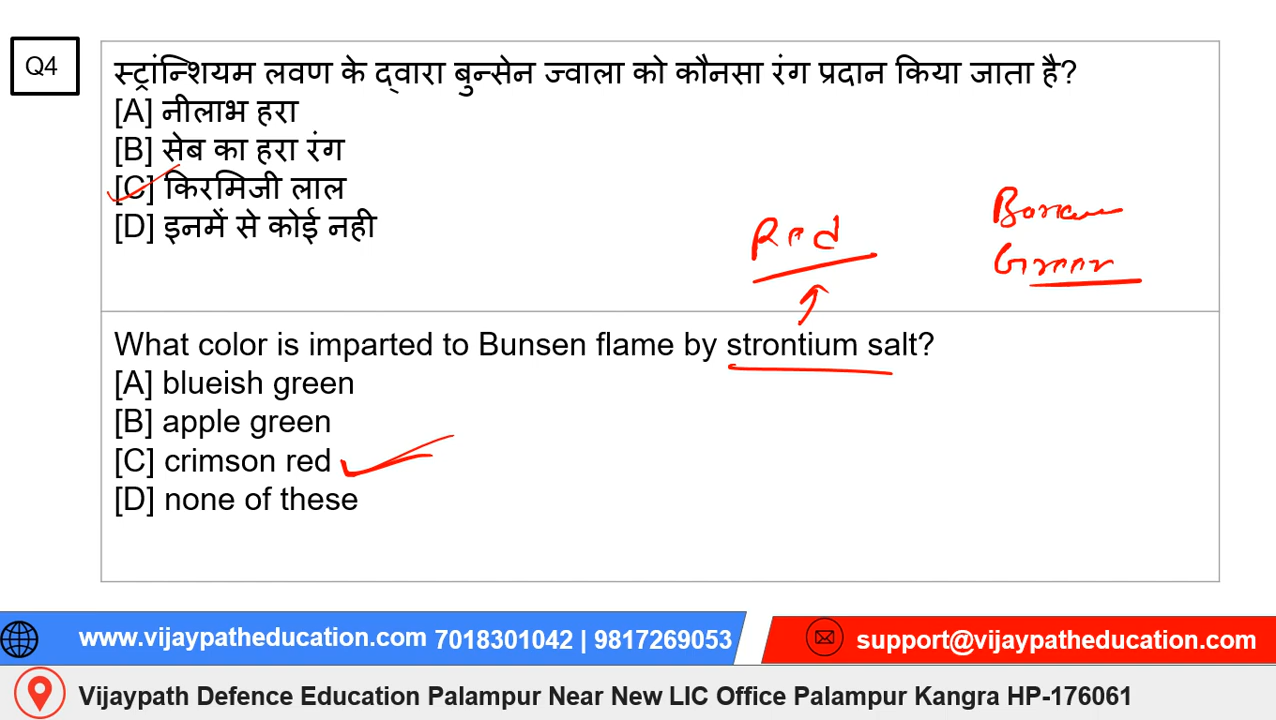 Q4
स्ट्रांन्शियम लवण के द्वारा बुन्सेन ज्वाला को कौनसा रंग प्रदान किया जाता है?
[A] नीलाभ हरा
[B] सेब का हरा रंग
[C] किरमिजी लाल
[D] इनमें से कोई नही
Red
What color is imparted to Bunsen flame by strontium salt?
[A] blueish green
[B] apple green
[C] crimson red
[D] none of these
www.vijaypatheducation.com 7018301042 | 9817269053
support@vijaypatheducation.com
Vijaypath Defence Education Palampur Near New LIC Office Palampur Kangra HP-176061